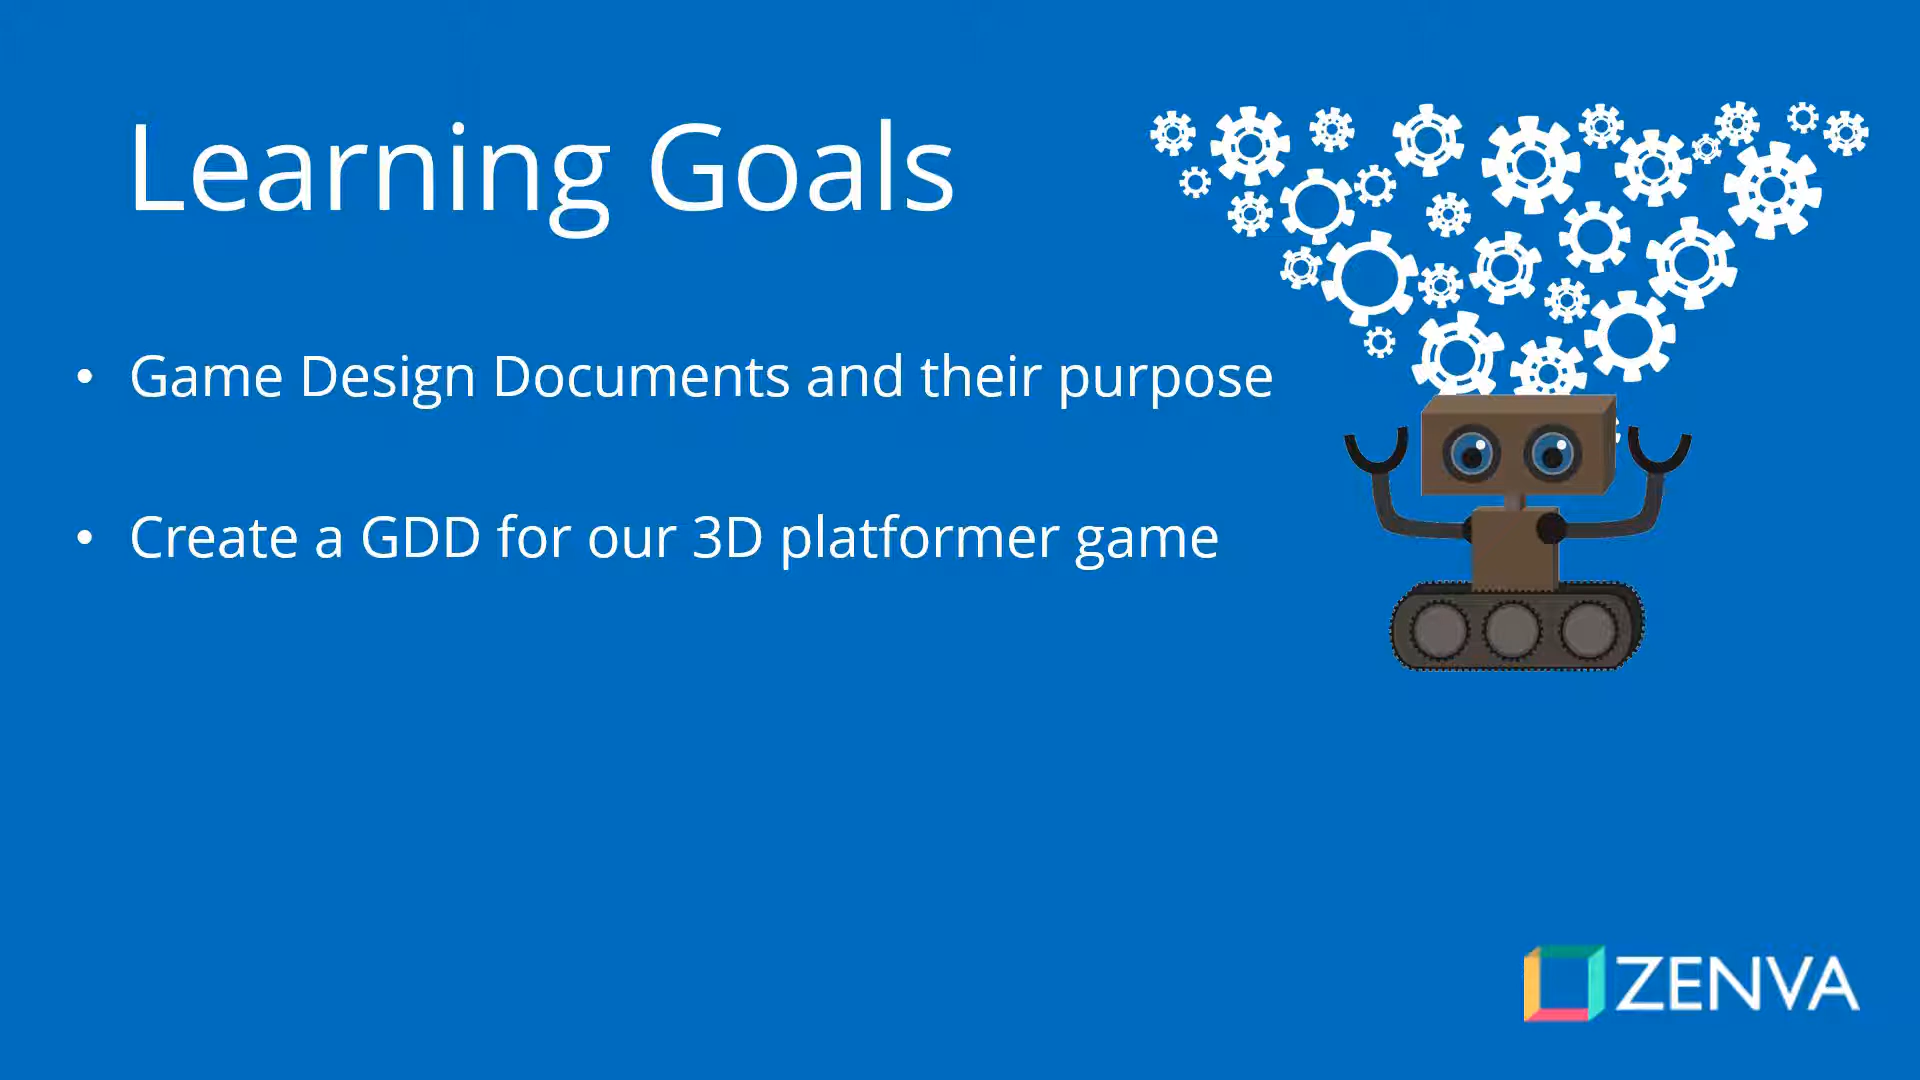 Learning Goals
• Game Design Documents and their purpose
• Create a GDD for our 3D platformer game
ZENVA